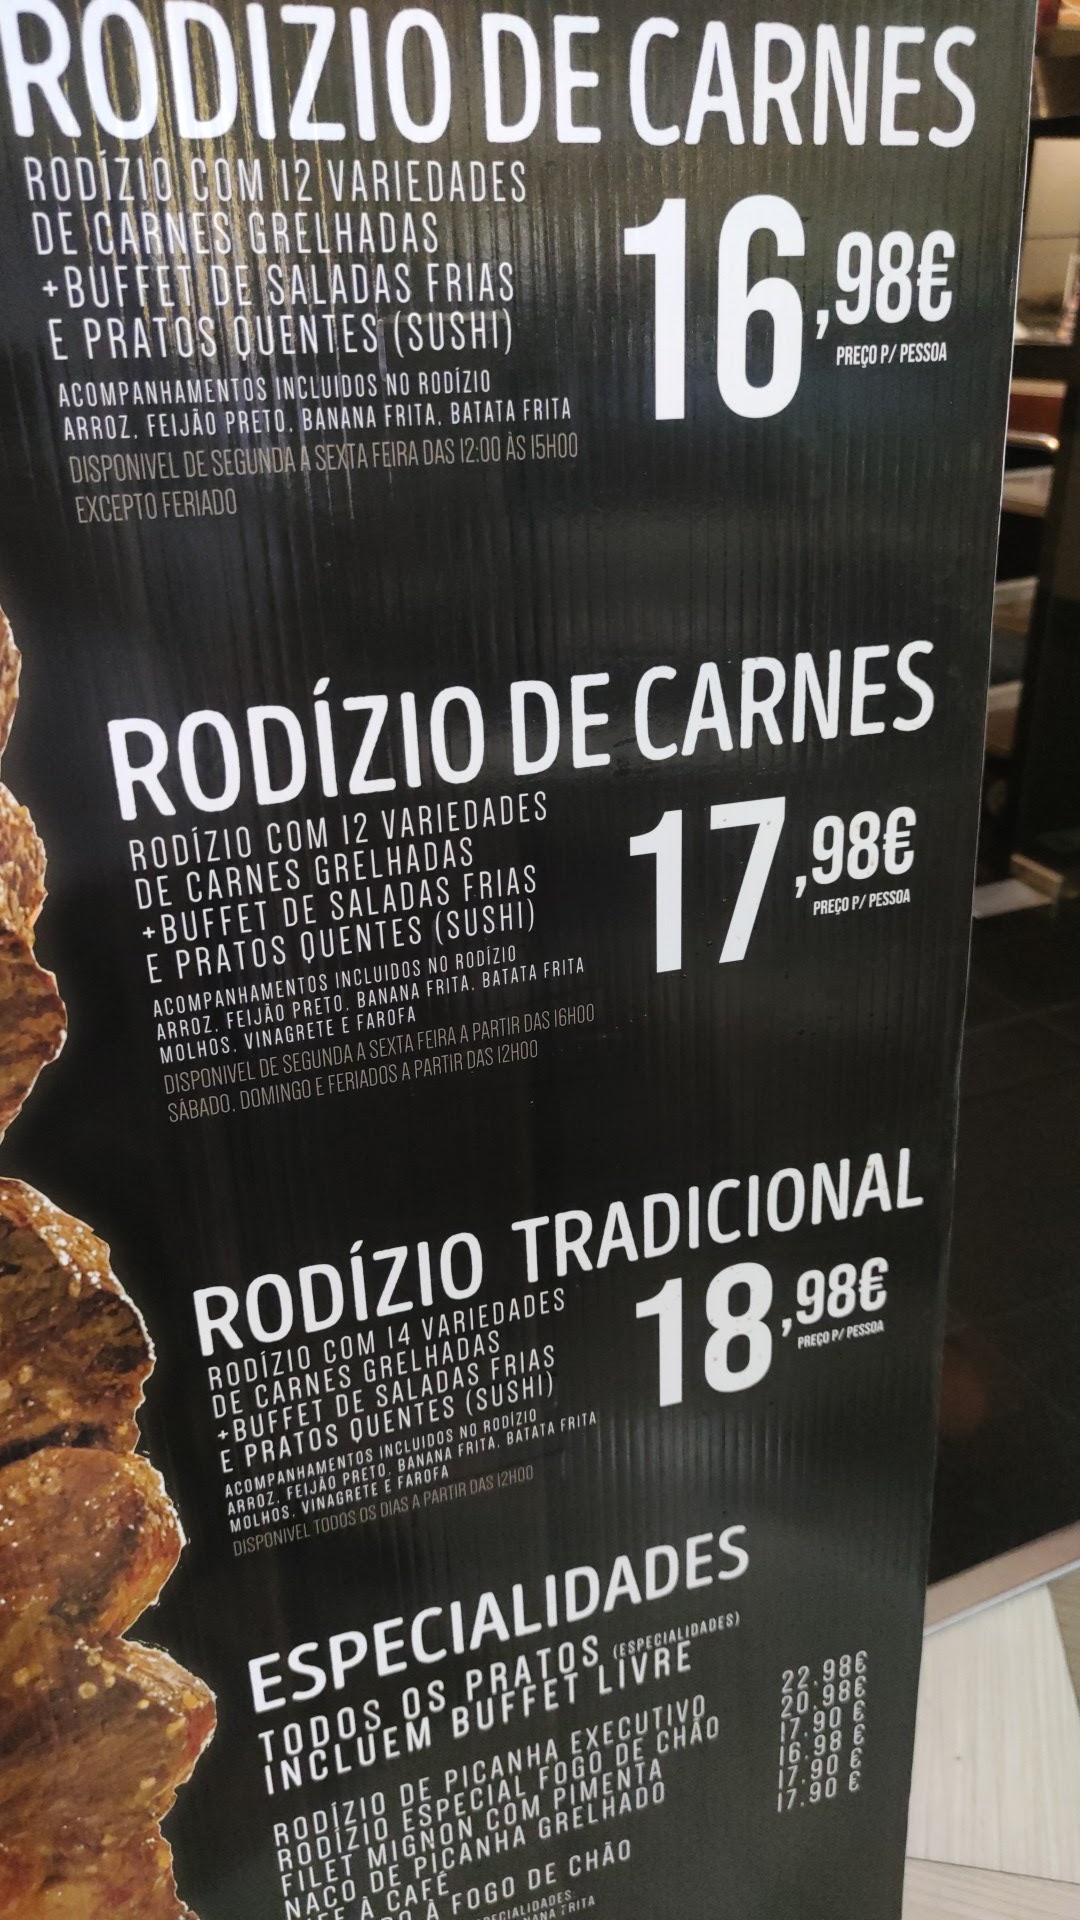 RODIZIO DE CARNES
RODÍZIO COM 12 VARIEDADES
DE CARNES GRELHADAS
+BUFFET DE SALADAS FRIAS
E PRATOS QUENTES (SUSHI)
16,98€
PREÇO P/ PESSOA
ACOMPANHAMENTOS INCLUIDOS NO RODÍZIO
ARROZ, FEIJÃO PRETO, BANANA FRITA, BATATA FRITA
DISPONIVEL DE SEGUNDA A SEXTA FEIRA DAS 12:00 ÀS 15H00
EXCEPTO FERIADO
RODÍZIO DE CARNES
RODÍZIO COM 12 VARIEDADES
DE CARNES GRELHADAS
+BUFFET DE SALADAS FRIAS
E PRATOS QUENTES (SUSHI)
17,98€
PREÇO P/ PESSOA
ACOMPANHAMENTOS INCLUIDOS NO RODÍZIO
ARROZ, FEIJÃO PRETO, BANANA FRITA, BATATA FRITA
MOLHOS, VINAGRETE E FAROFA
DISPONIVEL DE SEGUNDA A SEXTA FEIRA A PARTIR DAS 16H00
SÁBADO, DOMINGO E FERIADOS A PARTIR DAS 12H00
RODÍZIO TRADICIONAL
RODÍZIO COM 14 VARIEDADES
DE CARNES GRELHADAS
+BUFFET DE SALADAS FRIAS
E PRATOS QUENTES (SUSHI)
18,98€
PREÇO P/ PESSOA
ACOMPANHAMENTOS INCLUIDOS NO RODÍZIO
ARROZ, FEIJÃO PRETO, BANANA FRITA, BATATA FRITA
MOLHOS, VINAGRETE E FAROFA
DISPONIVEL TODOS OS DIAS A PARTIR DAS 12H00
ESPECIALIDADES
TODOS OS PRATOS (ESPECIALIDADES)
INCLUEM BUFFET LIVRE
RODÍZIO DE PICANHA EXECUTIVO 22.98€
RODÍZIO ESPECIAL FOGO DE CHÃO 20.98€
FILET MIGNON COM PIMENTA 17.90 €
NACO DE PICANHA GRELHADO 16.98 €
À CAFÉ 17.90 €
À FOGO DE CHÃO 17.90 €